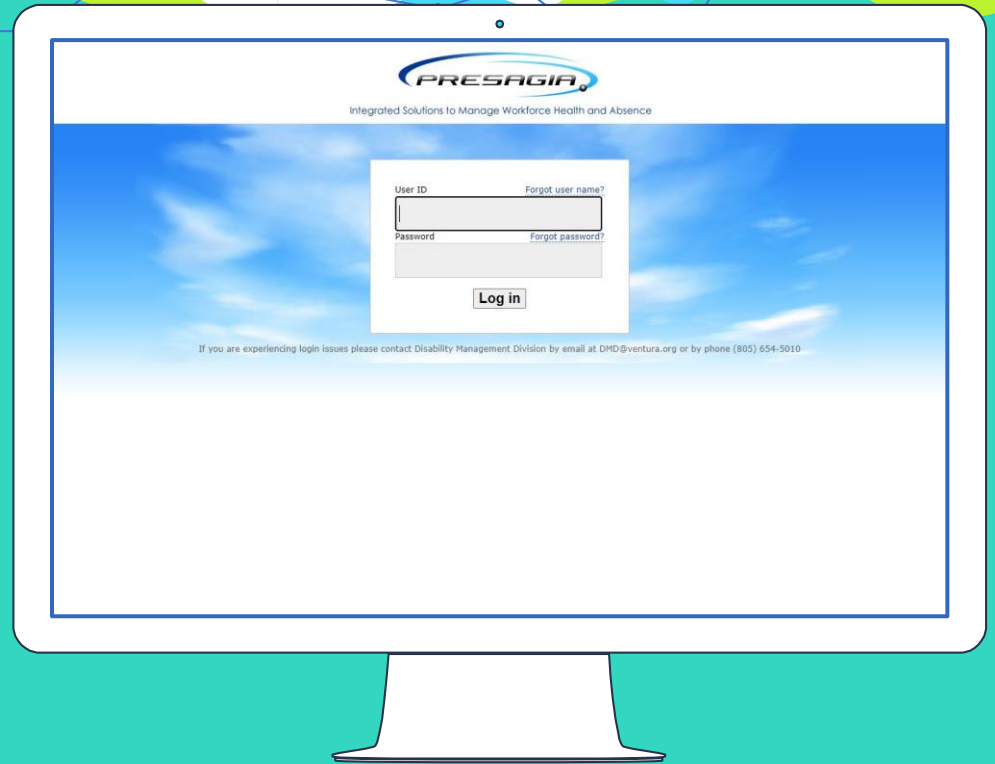 PRESAGIA
Integrated Solutions to Manage Workforce Health and Absence
User ID Forgot user name?
Password Forgot password?
Log in
If you are experiencing login issues please contact Disability Management Division by email at DMD@ventura.org or by phone (805) 654-5010